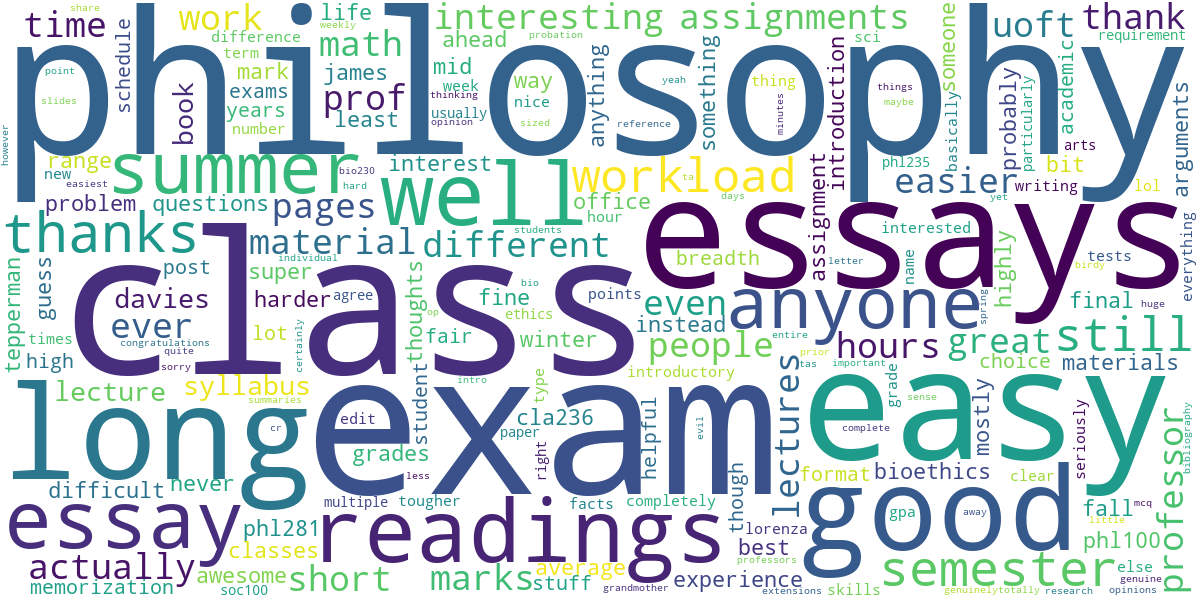 philosophy
class
exam
essays
easy
long
good
readings
well
essay
anyone
summer
semester
workload
thanks
still
interesting
assignments
time
work
share
life
weekly
difference
probation
term
schedule
point
slides
math
ahead
mark
james
mid
exams
week
way
thinking
years
prof
nice
usually
book
number
least
opinion
sized
reference
yeah
anything
something
thing
minutes
introduction
sci
uoft
someone
thank
requirement
things
maybe
basically
probably
particularly
academic
arts
arguments
however
range
new
easiest
bio230
hard
interest
problem
questions
pages
office
hour
ta
days
phl235
easier
writing
bit
lol
yet
students
material
different
individual
assignment
breadth
letter
interested
name
highly
tests
birdy
everything
guess
post
super
davies
harder
agree
thoughts
bio
fine
points
even
ethics
op
fair
winter
instead
people
hours
great
spring
final
huge
tepperman
times
high
ever
congratulations
quite
sorry
lot
certainly
lecture
syllabus
summaries
student
type
intro
introductory
lectures
prior
entire
tas
important
grade
sense
choice
materials
mostly
seriously
professor
bibliography
cr
edit
cla236
paper
right
helpful
evil
complete
difficult
never
grades
less
format
bioethics
clear
multiple
tougher
facts
completely
though
gpa
away
fall
mcq
little
phl281
lorenza
phl100
actually
classes
best
professors
else
genuine
memorization
awesome
soc100
short
marks
stuff
average
grandmother
experience
extensions
skills
genuinely
totally
research
opinions